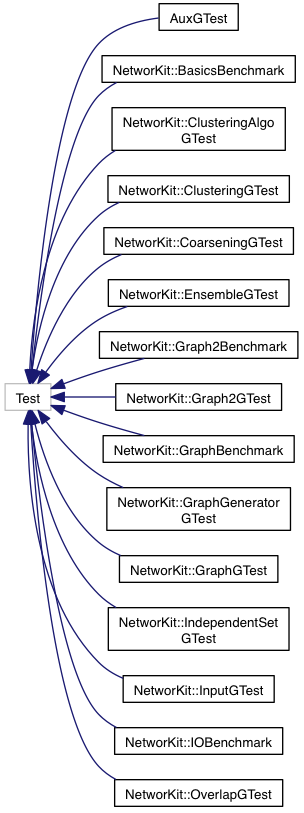 AuxGTest
NetworKit::BasicsBenchmark
NetworKit::ClusteringAlgo
GTest
NetworKit::ClusteringGTest
NetworKit::CoarseningGTest
NetworKit::EnsembleGTest
NetworKit::Graph2Benchmark
Test
NetworKit::Graph2GTest
NetworKit::GraphBenchmark
NetworKit::GraphGenerator
GTest
NetworKit::GraphGTest
NetworKit::IndependentSet
GTest
NetworKit::InputGTest
NetworKit::IOBenchmark
NetworKit::OverlapGTest